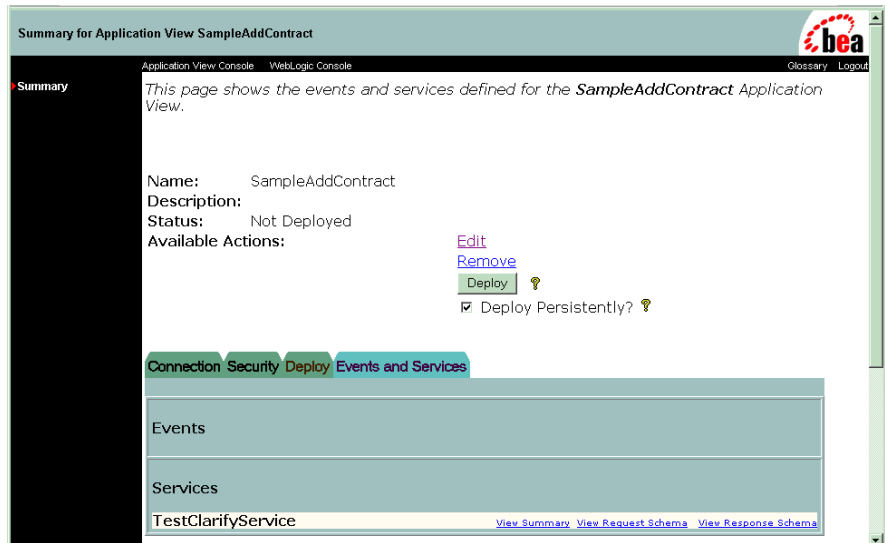 Summary for Application View SampleAddContract
bea
Application View Console WebLogic Console Glossary Logout
Summary
This page shows the events and services defined for the SampleAddContract Application
View.
Name: SampleAddContract
Description:
Status: Not Deployed
Available Actions: Edit
Remove
Deploy ?
Deploy Persistently? ?
Connection Security Deploy Events and Services
Events
Services
TestClarifyService View Summary View Request Schema View Response Schema